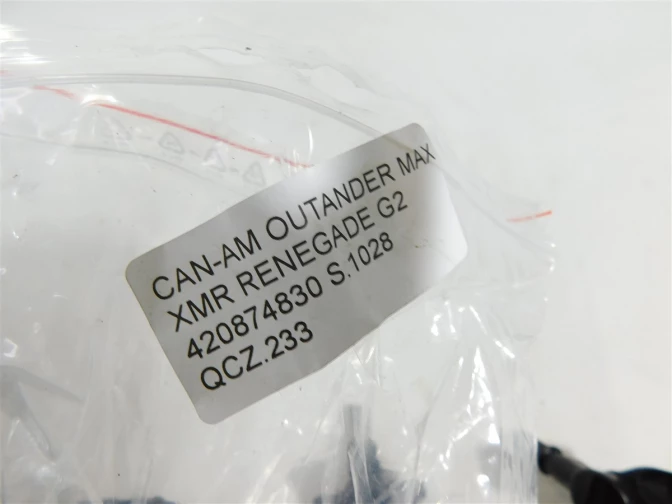 CAN-AM OUTANDER MAX
XMR RENEGADE G2
420874830 S.1028
QCZ.233